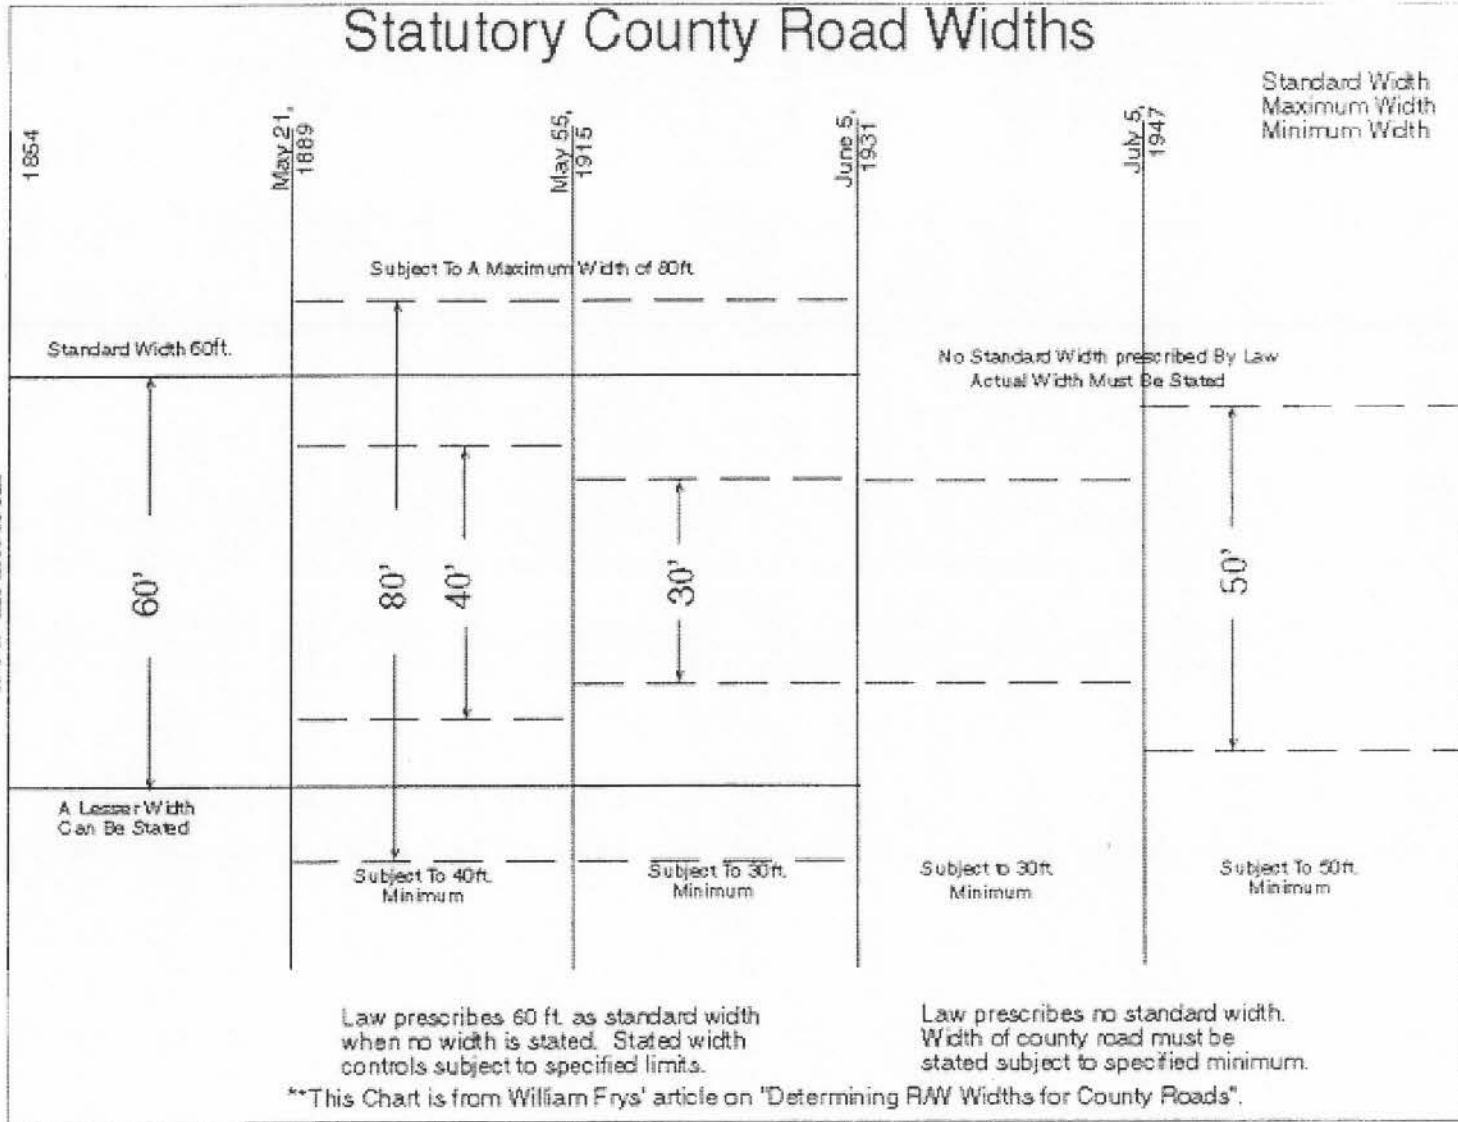 Statutory County Road Widths
Standard Width
Maximum Width
Minimum Width
1854
May 21,
1889
May 55,
1915
June 5,
1931
July 5,
1947
Subject To A Maximum Width of 80ft
Standard Width 60ft.
No Standard Width prescribed By Law
Actual Width Must Be Stated
60'
80'
40'
30'
50'
A Lesser Width
Can Be Stated
Subject To 40ft.
Minimum
Subject To 30ft.
Minimum
Subject to 30ft
Minimum
Subject To 50ft.
Minimum
Law prescribes 60 ft. as standard width
when no width is stated. Stated width
controls subject to specified limits.
Law prescribes no standard width.
Width of county road must be
stated subject to specified minimum.
**This Chart is from William Frys' article on "Determining R/W Widths for County Roads".